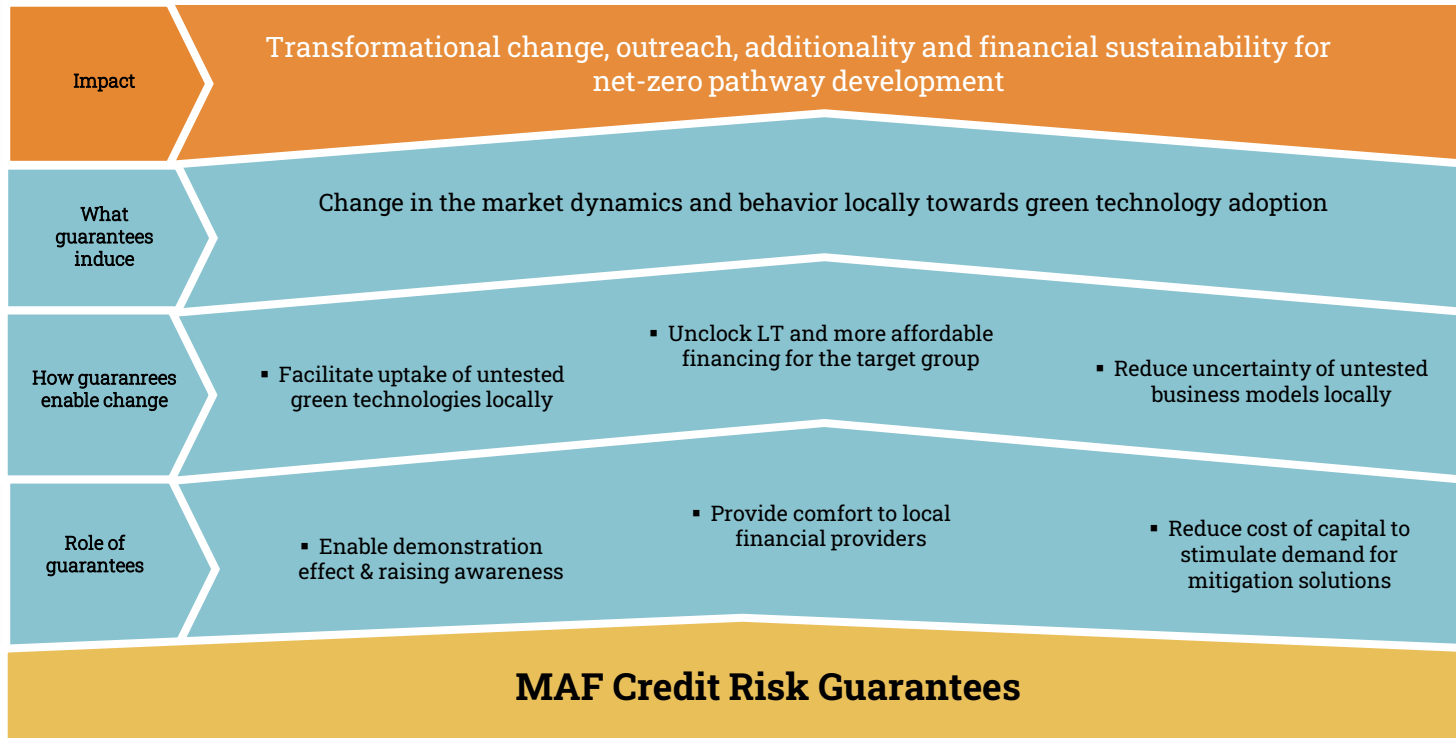 Impact
Transformational change, outreach, additionality and financial sustainability for
net-zero pathway development
What
guarantees
induce
Change in the market dynamics and behavior locally towards green technology adoption
How guaranrees
enable change
▪ Facilitate uptake of untested
green technologies locally
▪ Unclock LT and more affordable
financing for the target group
▪ Reduce uncertainty of untested
business models locally
Role of
guarantees
▪ Enable demonstration
effect & raising awareness
▪ Provide comfort to local
financial providers
▪ Reduce cost of capital to
stimulate demand for
mitigation solutions
MAF Credit Risk Guarantees